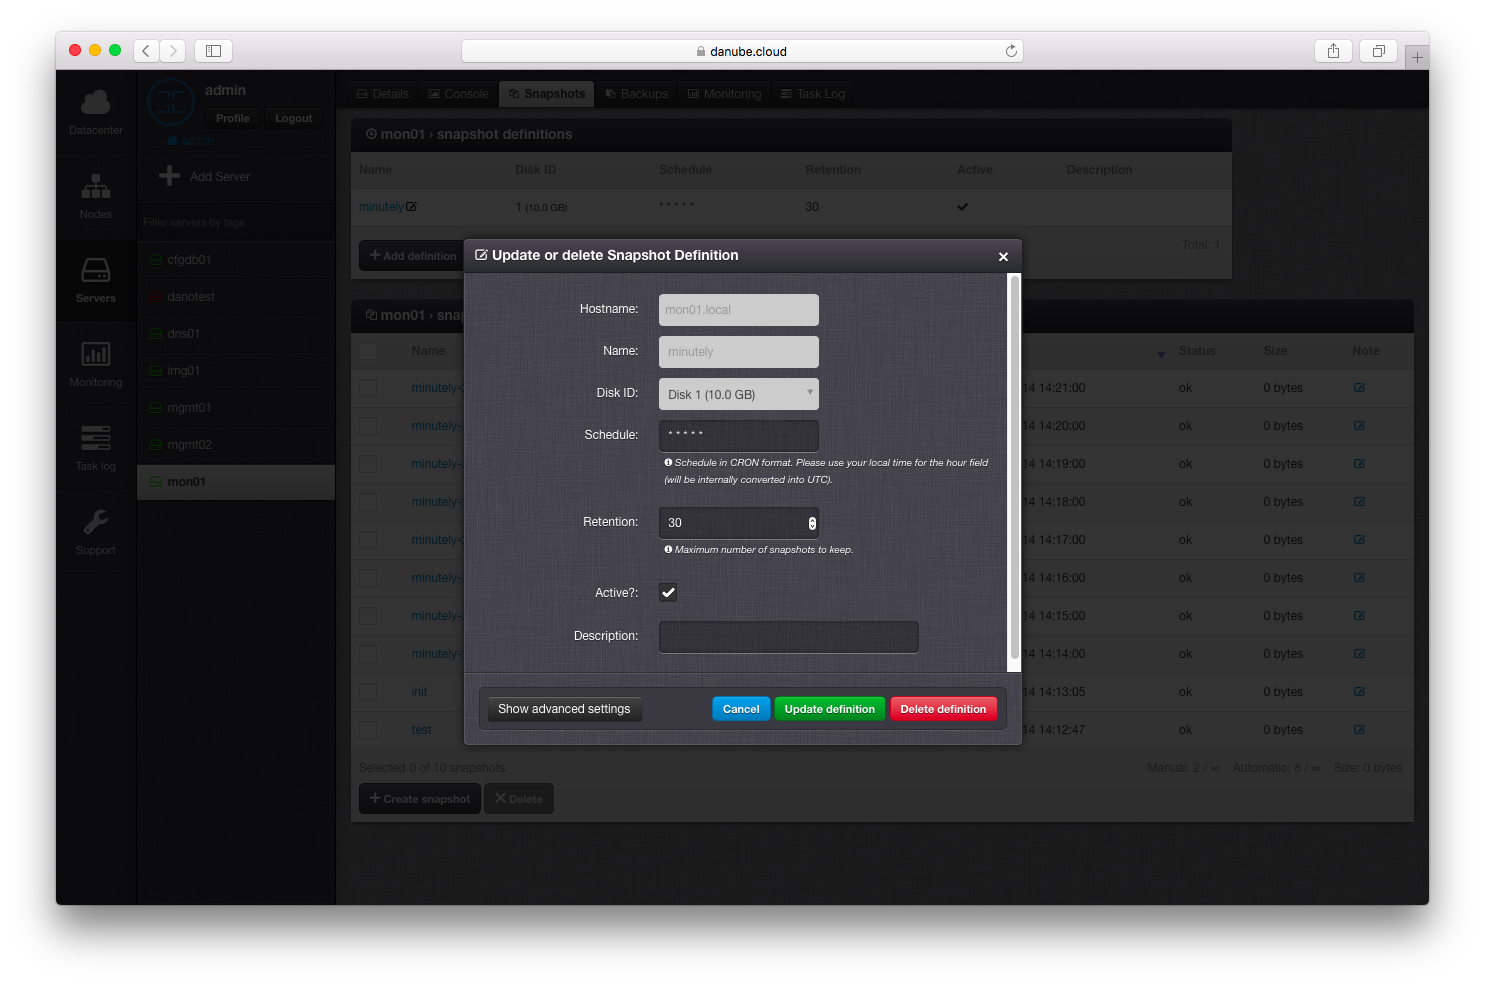 danube.cloud
Datacenter
Nodes
Servers
Monitoring
Task log
Support
admin
Profile
Logout
admin
Add Server
Filter servers by tags
cfgdb01
danotest
dns01
img01
mgmt01
mgmt02
mon01
Details Console Snapshots Backups Monitoring Task Log
mon01 › snapshot definitions
Name Disk ID Schedule Retention Active Description
minutely 1 (10.0 GB) * * * * * 30
Add definition
Total: 1
mon01 › sna
Name Status Size Note
minutely- 14 14:21:00 ok 0 bytes
minutely- 14 14:20:00 ok 0 bytes
minutely- 14 14:19:00 ok 0 bytes
minutely- 14 14:18:00 ok 0 bytes
minutely- 14 14:17:00 ok 0 bytes
minutely- 14 14:16:00 ok 0 bytes
minutely- 14 14:15:00 ok 0 bytes
minutely- 14 14:14:00 ok 0 bytes
init 14 14:13:05 ok 0 bytes
test 14 14:12:47 ok 0 bytes
Selected 0 of 10 snapshots
Manual: 2 / ∞ Automatic: 8 / ∞ Size: 0 bytes
Create snapshot
Delete
Update or delete Snapshot Definition
Hostname: mon01.local
Name: minutely
Disk ID: Disk 1 (10.0 GB)
Schedule: * * * * *
Schedule in CRON format. Please use your local time for the hour field
(will be internally converted into UTC).
Retention: 30
Maximum number of snapshots to keep.
Active?:
Description:
Show advanced settings
Cancel
Update definition
Delete definition